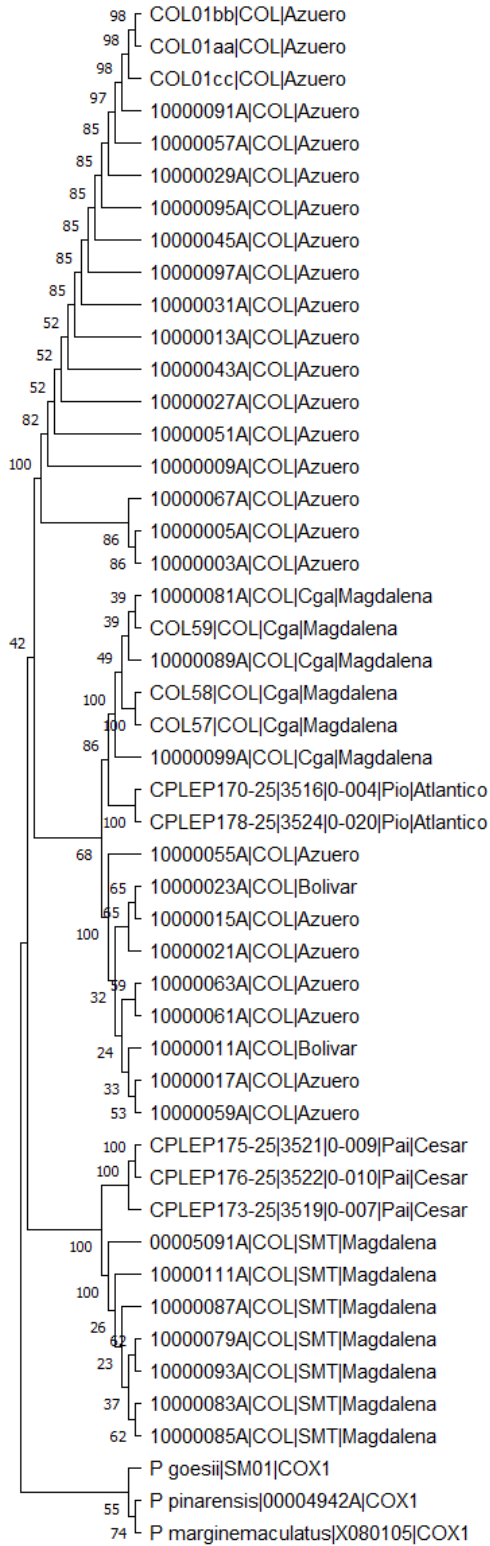 98
COL01bb|COL|Azuero
98
COL01aa|COL|Azuero
98
COL01cc|COL|Azuero
97
10000091A|COL|Azuero
85
10000057A|COL|Azuero
85
10000029A|COL|Azuero
85
10000095A|COL|Azuero
85
10000045A|COL|Azuero
85
10000097A|COL|Azuero
85
10000031A|COL|Azuero
52
10000013A|COL|Azuero
52
10000043A|COL|Azuero
52
10000027A|COL|Azuero
82
10000051A|COL|Azuero
100
10000009A|COL|Azuero
10000067A|COL|Azuero
10000005A|COL|Azuero
86
10000003A|COL|Azuero
86
10000081A|COL|Cga|Magdalena
39
COL59|COL|Cga|Magdalena
39
42
10000089A|COL|Cga|Magdalena
49
COL58|COL|Cga|Magdalena
100
COL57|COL|Cga|Magdalena
100
86
10000099A|COL|Cga|Magdalena
CPLEP170-25|3516|0-004|Pio|Atlantico
CPLEP178-25|3524|0-020|Pio|Atlantico
100
68
10000055A|COL|Azuero
65
10000023A|COL|Bolivar
65
10000015A|COL|Azuero
100
10000021A|COL|Azuero
59
10000063A|COL|Azuero
32
10000061A|COL|Azuero
24
10000011A|COL|Bolivar
33
10000017A|COL|Azuero
53
10000059A|COL|Azuero
100
CPLEP175-25|3521|0-009|Pai|Cesar
100
CPLEP176-25|3522|0-010|Pai|Cesar
CPLEP173-25|3519|0-007|Pai|Cesar
100
00005091A|COL|SMT|Magdalena
10000111A|COL|SMT|Magdalena
100
10000087A|COL|SMT|Magdalena
26
62
10000079A|COL|SMT|Magdalena
23
10000093A|COL|SMT|Magdalena
37
10000083A|COL|SMT|Magdalena
62
10000085A|COL|SMT|Magdalena
P goesii|SM01|COX1
55
P pinarensis|00004942A|COX1
74
P marginemaculatus|X080105|COX1